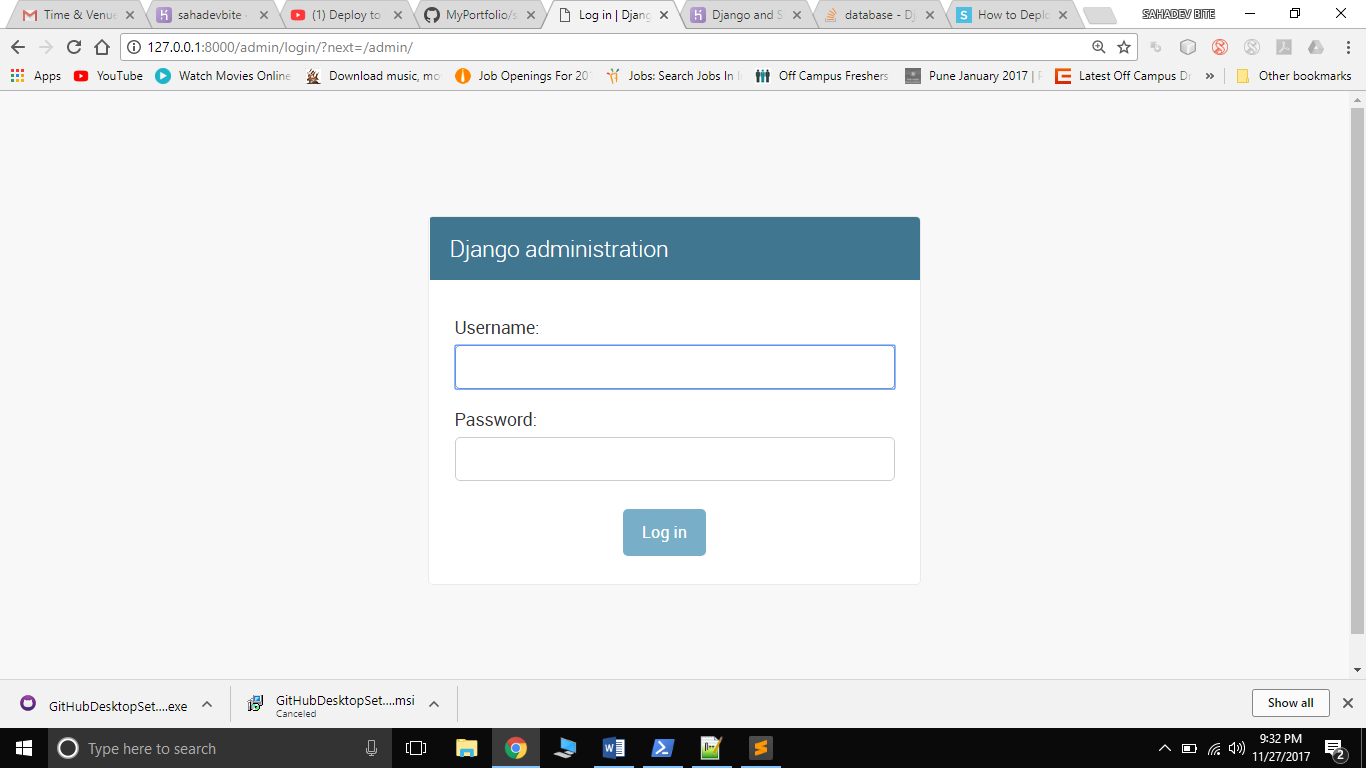 Time & Venue
sahadevbite
(1) Deploy to
MyPortfolio/s
Log in | Djang
Django and S
database - Dj
How to Deplo
SAHADEV BITE
127.0.0.1:8000/admin/login/?next=/admin/
Apps
YouTube
Watch Movies Online
Download music, mo
Job Openings For 20
Jobs: Search Jobs In
Off Campus Freshers
Pune January 2017 |
Latest Off Campus Dr
»
Other bookmarks
Django administration
Username:
Password:
Log in
GitHubDesktopSet....exe
GitHubDesktopSet....msi
Canceled
Show all
Type here to search
9:32 PM
11/27/2017
2